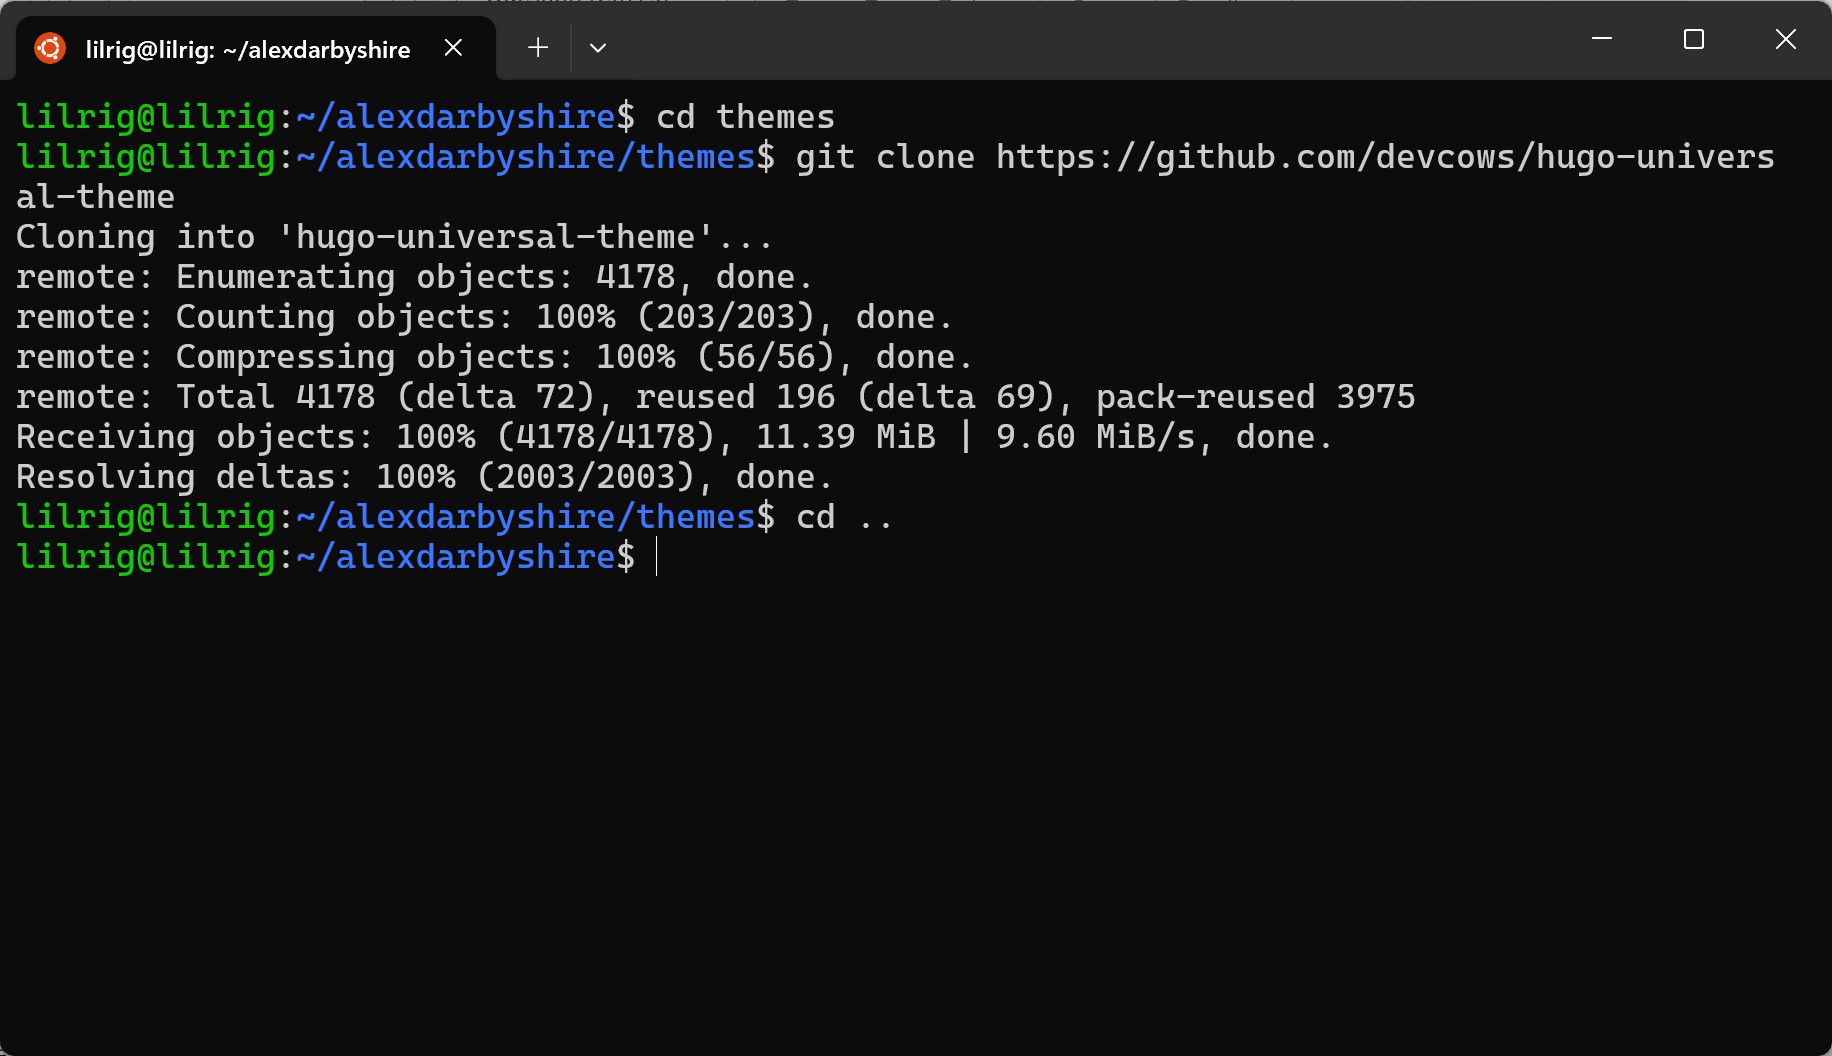 lilrig@lilrig: ~/alexdarbyshire
lilrig@lilrig:~/alexdarbyshire$ cd themes
lilrig@lilrig:~/alexdarbyshire/themes$ git clone https://github.com/devcows/hugo-univers
al-theme
Cloning into 'hugo-universal-theme'...
remote: Enumerating objects: 4178, done.
remote: Counting objects: 100% (203/203), done.
remote: Compressing objects: 100% (56/56), done.
remote: Total 4178 (delta 72), reused 196 (delta 69), pack-reused 3975
Receiving objects: 100% (4178/4178), 11.39 MiB | 9.60 MiB/s, done.
Resolving deltas: 100% (2003/2003), done.
lilrig@lilrig:~/alexdarbyshire/themes$ cd ..
lilrig@lilrig:~/alexdarbyshire$